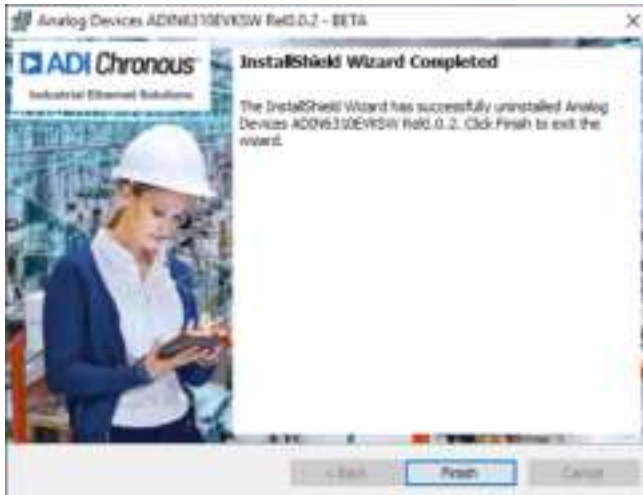 Analog Devices ADIN6310EVKSW Rel0.0.2 - BETA
ADI Chronous
Industrial Ethernet Solutions
InstallShield Wizard Completed
The InstallShield Wizard has successfully uninstalled Analog
Devices ADIN6310EVKSW Rel0.0.2. Click Finish to exit the
wizard.
< Back
Finish
Cancel